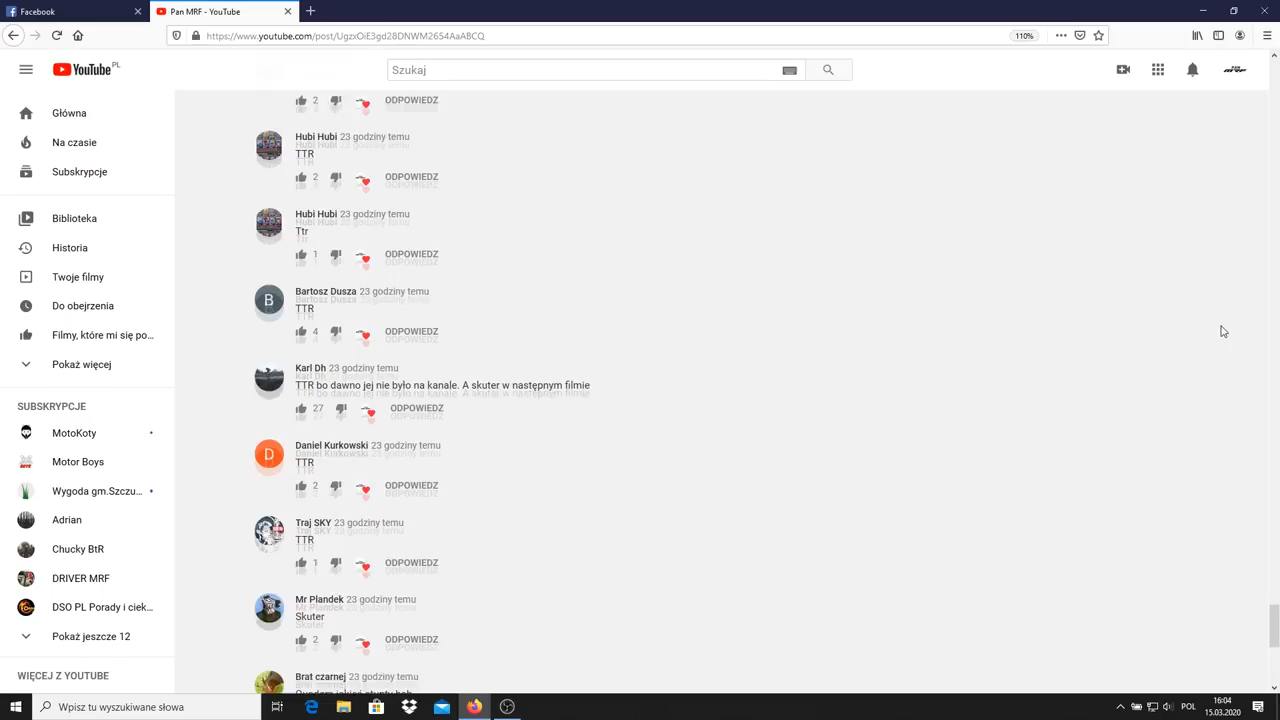 Facebook
Pan MRF - YouTube
https://www.youtube.com/post/UgzxOiE3gd28DNWM2654AaABCQ
110%
YouTube PL
Szukaj
Główna
Na czasie
Subskrypcje
Biblioteka
Historia
Twoje filmy
Do obejrzenia
Filmy, które mi się po...
Pokaż więcej
SUBSKRYPCJE
MotoKoty
Motor Boys
Wygoda gm.Szczu...
Adrian
Chucky BtR
DRIVER MRF
DSO PL Porady i ciek...
Pokaż jeszcze 12
WIĘCEJ Z YOUTUBE
2 ODPOWIEDZ
Hubi Hubi 23 godziny temu
TTR
2 ODPOWIEDZ
Hubi Hubi 23 godziny temu
Ttr
1 ODPOWIEDZ
B
Bartosz Dusza 23 godziny temu
TTR
4 ODPOWIEDZ
Karl Dh 23 godziny temu
TTR bo dawno jej nie było na kanale. A skuter w następnym filmie
27 ODPOWIEDZ
D
Daniel Kurkowski 23 godziny temu
TTR
2 ODPOWIEDZ
Traj SKY 23 godziny temu
TTR
1 ODPOWIEDZ
Mr Plandek 23 godziny temu
Skuter
2 ODPOWIEDZ
Brat czarnej 23 godziny temu
Wpisz tu wyszukiwane słowa
POL
16:04
15.03.2020